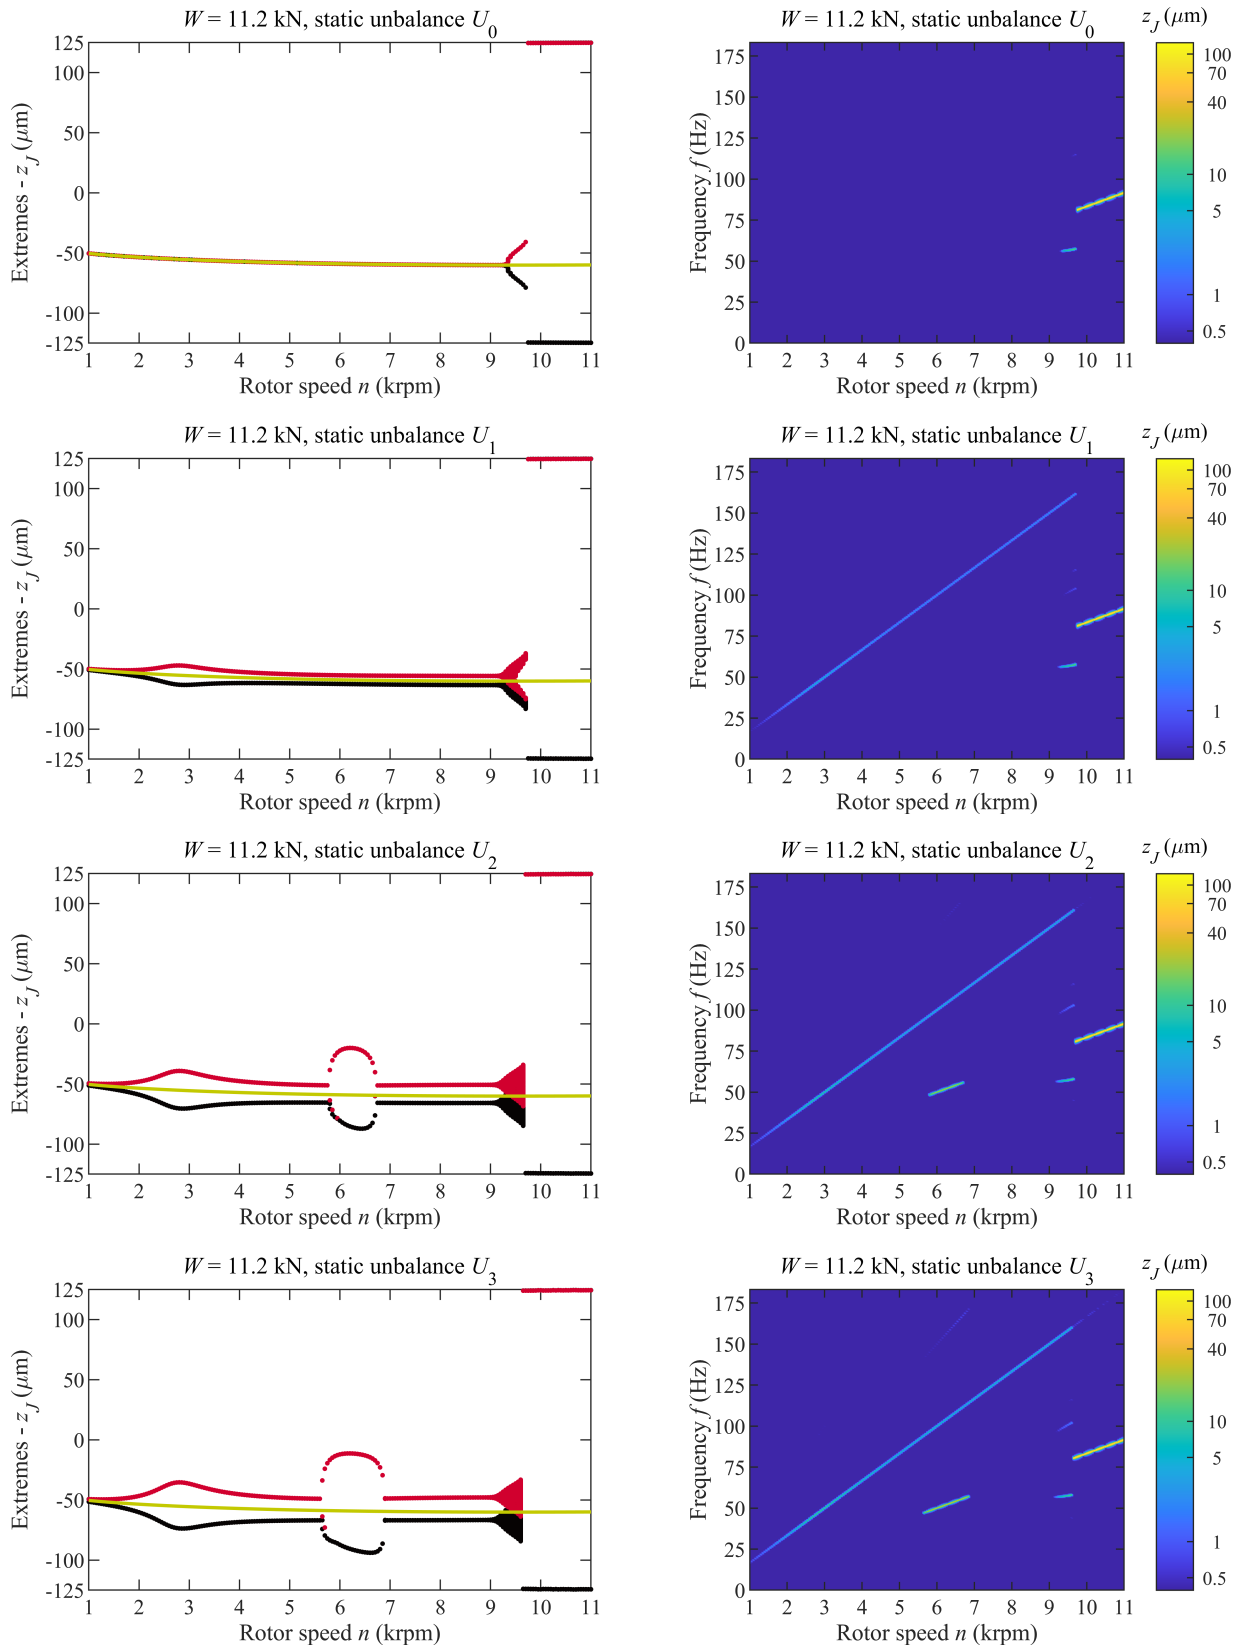 W = 11.2 kN, static unbalance U0
125
100
50
0
-50
-100
-125
Extremes - zJ (μm)
1 2 3 4 5 6 7 8 9 10 11
Rotor speed n (krpm)
W = 11.2 kN, static unbalance U0
zJ (μm)
175
150
125
100
75
50
25
0
Frequency f (Hz)
1 2 3 4 5 6 7 8 9 10 11
Rotor speed n (krpm)
100
70
40
10
5
1
0.5
W = 11.2 kN, static unbalance U1
125
100
50
0
-50
-100
-125
Extremes - zJ (μm)
1 2 3 4 5 6 7 8 9 10 11
Rotor speed n (krpm)
W = 11.2 kN, static unbalance U1
zJ (μm)
175
150
125
100
75
50
25
0
Frequency f (Hz)
1 2 3 4 5 6 7 8 9 10 11
Rotor speed n (krpm)
100
70
40
10
5
1
0.5
W = 11.2 kN, static unbalance U2
125
100
50
0
-50
-100
-125
Extremes - zJ (μm)
1 2 3 4 5 6 7 8 9 10 11
Rotor speed n (krpm)
W = 11.2 kN, static unbalance U2
zJ (μm)
175
150
125
100
75
50
25
0
Frequency f (Hz)
1 2 3 4 5 6 7 8 9 10 11
Rotor speed n (krpm)
100
70
40
10
5
1
0.5
W = 11.2 kN, static unbalance U3
125
100
50
0
-50
-100
-125
Extremes - zJ (μm)
1 2 3 4 5 6 7 8 9 10 11
Rotor speed n (krpm)
W = 11.2 kN, static unbalance U3
zJ (μm)
175
150
125
100
75
50
25
0
Frequency f (Hz)
1 2 3 4 5 6 7 8 9 10 11
Rotor speed n (krpm)
100
70
40
10
5
1
0.5